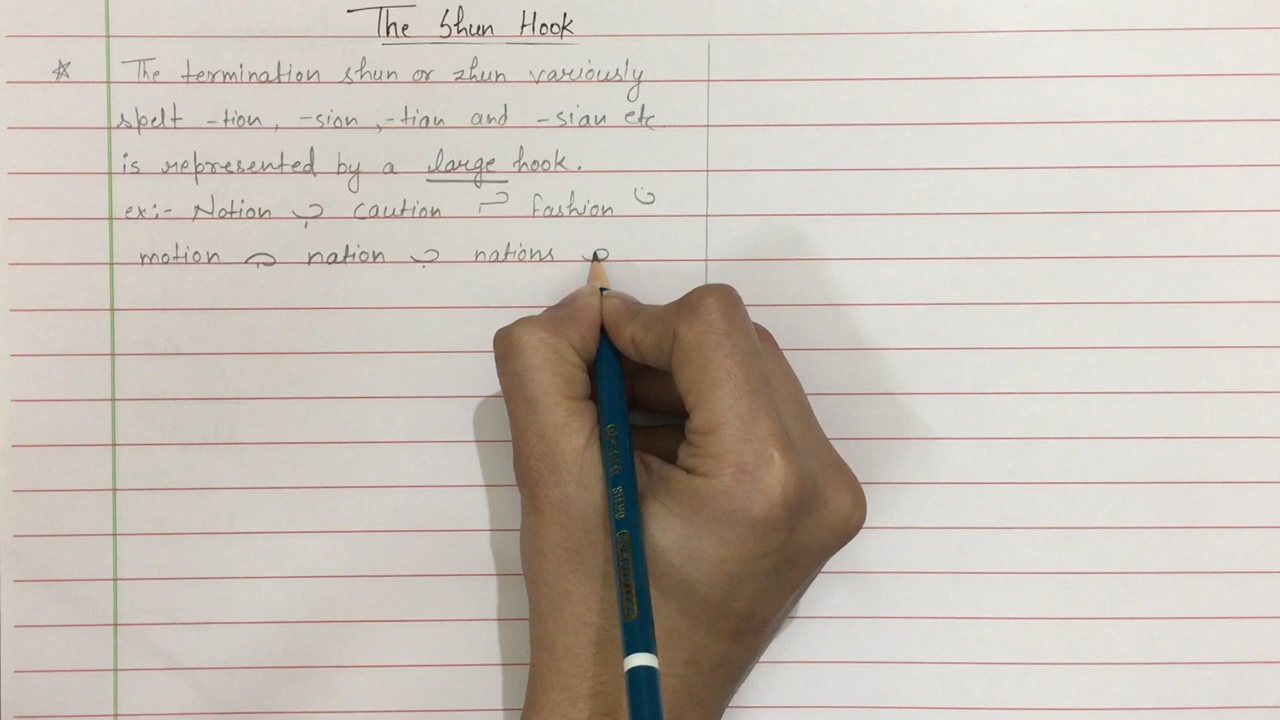 The Shun Hook
☆ The termination shun or zhun variously
spelt -tion, -sion, -tian and -sian etc
is represented by a large hook.
ex:- Notion caution fashion
motion nation nations